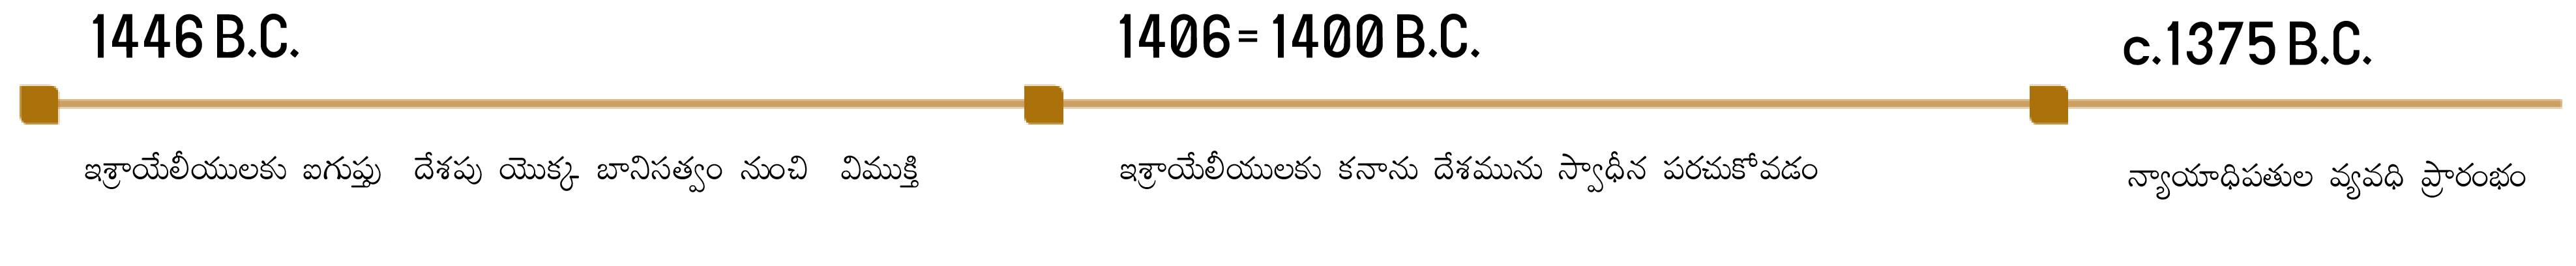 1446 B.C.
1406= 1400 B.C.
c.1375 B.C.
ఇశ్రాయేలీయులకు ఐగుప్తు దేశపు యొక్క బానిసత్వం నుంచి విముక్తి
ఇశ్రాయేలీయులకు కనాను దేశమును స్వాధీన పరచుకోవడం
న్యాయాధిపతుల వ్యవధి ప్రారంభం